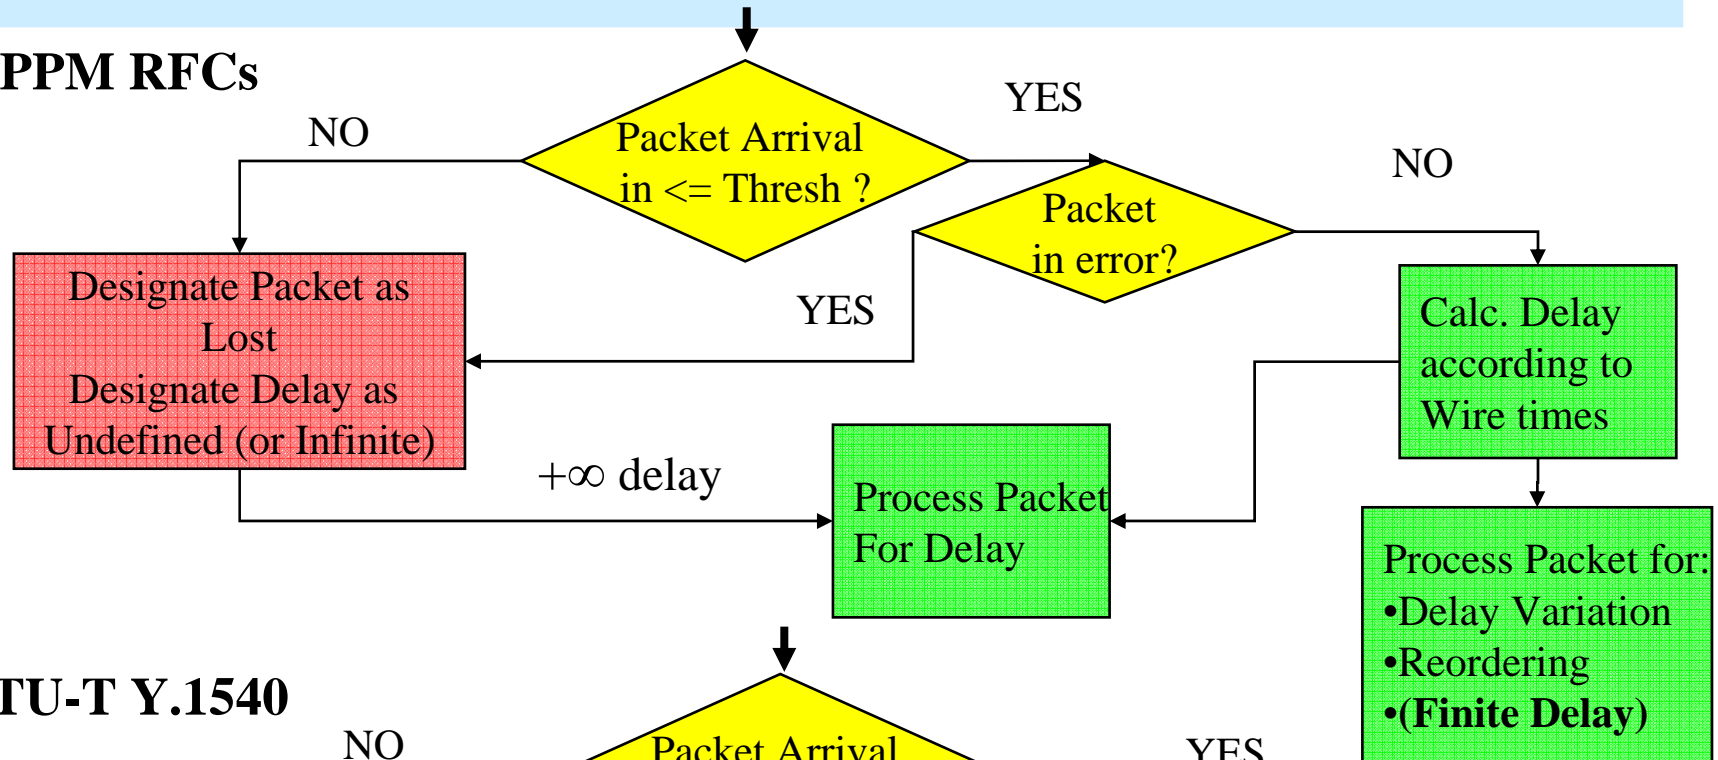 PPM RFCs
YES
NO
Packet Arrival
in <= Thresh ?
NO
Packet
in error?
Designate Packet as
Lost
Designate Delay as
Undefined (or Infinite)
YES
Calc. Delay
according to
Wire times
+∞ delay
Process Packet
For Delay
Process Packet for:
•Delay Variation
•Reordering
•(Finite Delay)
TU-T Y.1540
NO
Packet Arrival
YES